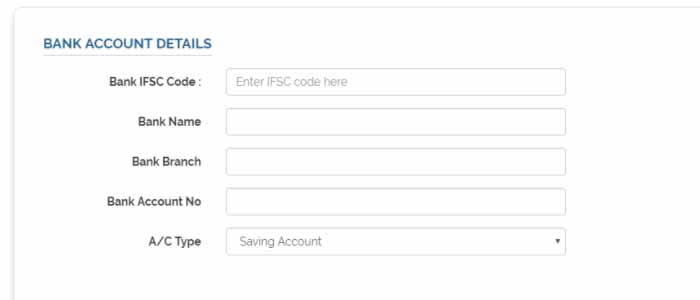 BANK ACCOUNT DETAILS
Bank IFSC Code : Enter IFSC code here
Bank Name
Bank Branch
Bank Account No
A/C Type Saving Account